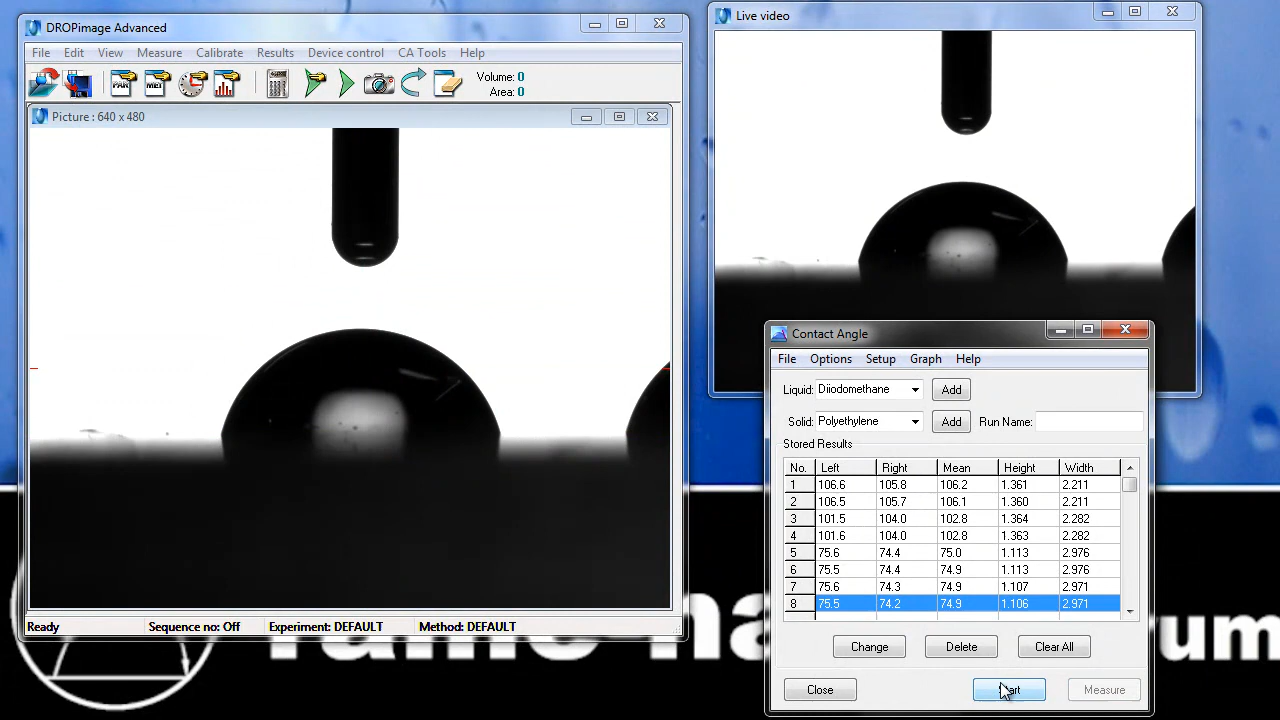 DROPimage Advanced
File Edit View Measure Calibrate Results Device control CA Tools Help
PAR MET
Volume: 0
Area: 0
Picture : 640 x 480
Ready Sequence no: Off Experiment: DEFAULT Method: DEFAULT
Live video
Contact Angle
File Options Setup Graph Help
Liquid: Diiodomethane Add
Solid: Polyethylene Add Run Name:
Stored Results
No. Left Right Mean Height Width
1 106.6 105.8 106.2 1.361 2.211
2 106.5 105.7 106.1 1.360 2.211
3 101.5 104.0 102.8 1.364 2.282
4 101.6 104.0 102.8 1.363 2.282
5 75.6 74.4 75.0 1.113 2.976
6 75.5 74.4 74.9 1.113 2.976
7 75.6 74.3 74.9 1.107 2.971
8 75.5 74.2 74.9 1.106 2.971
Change Delete Clear All
Close Start Measure